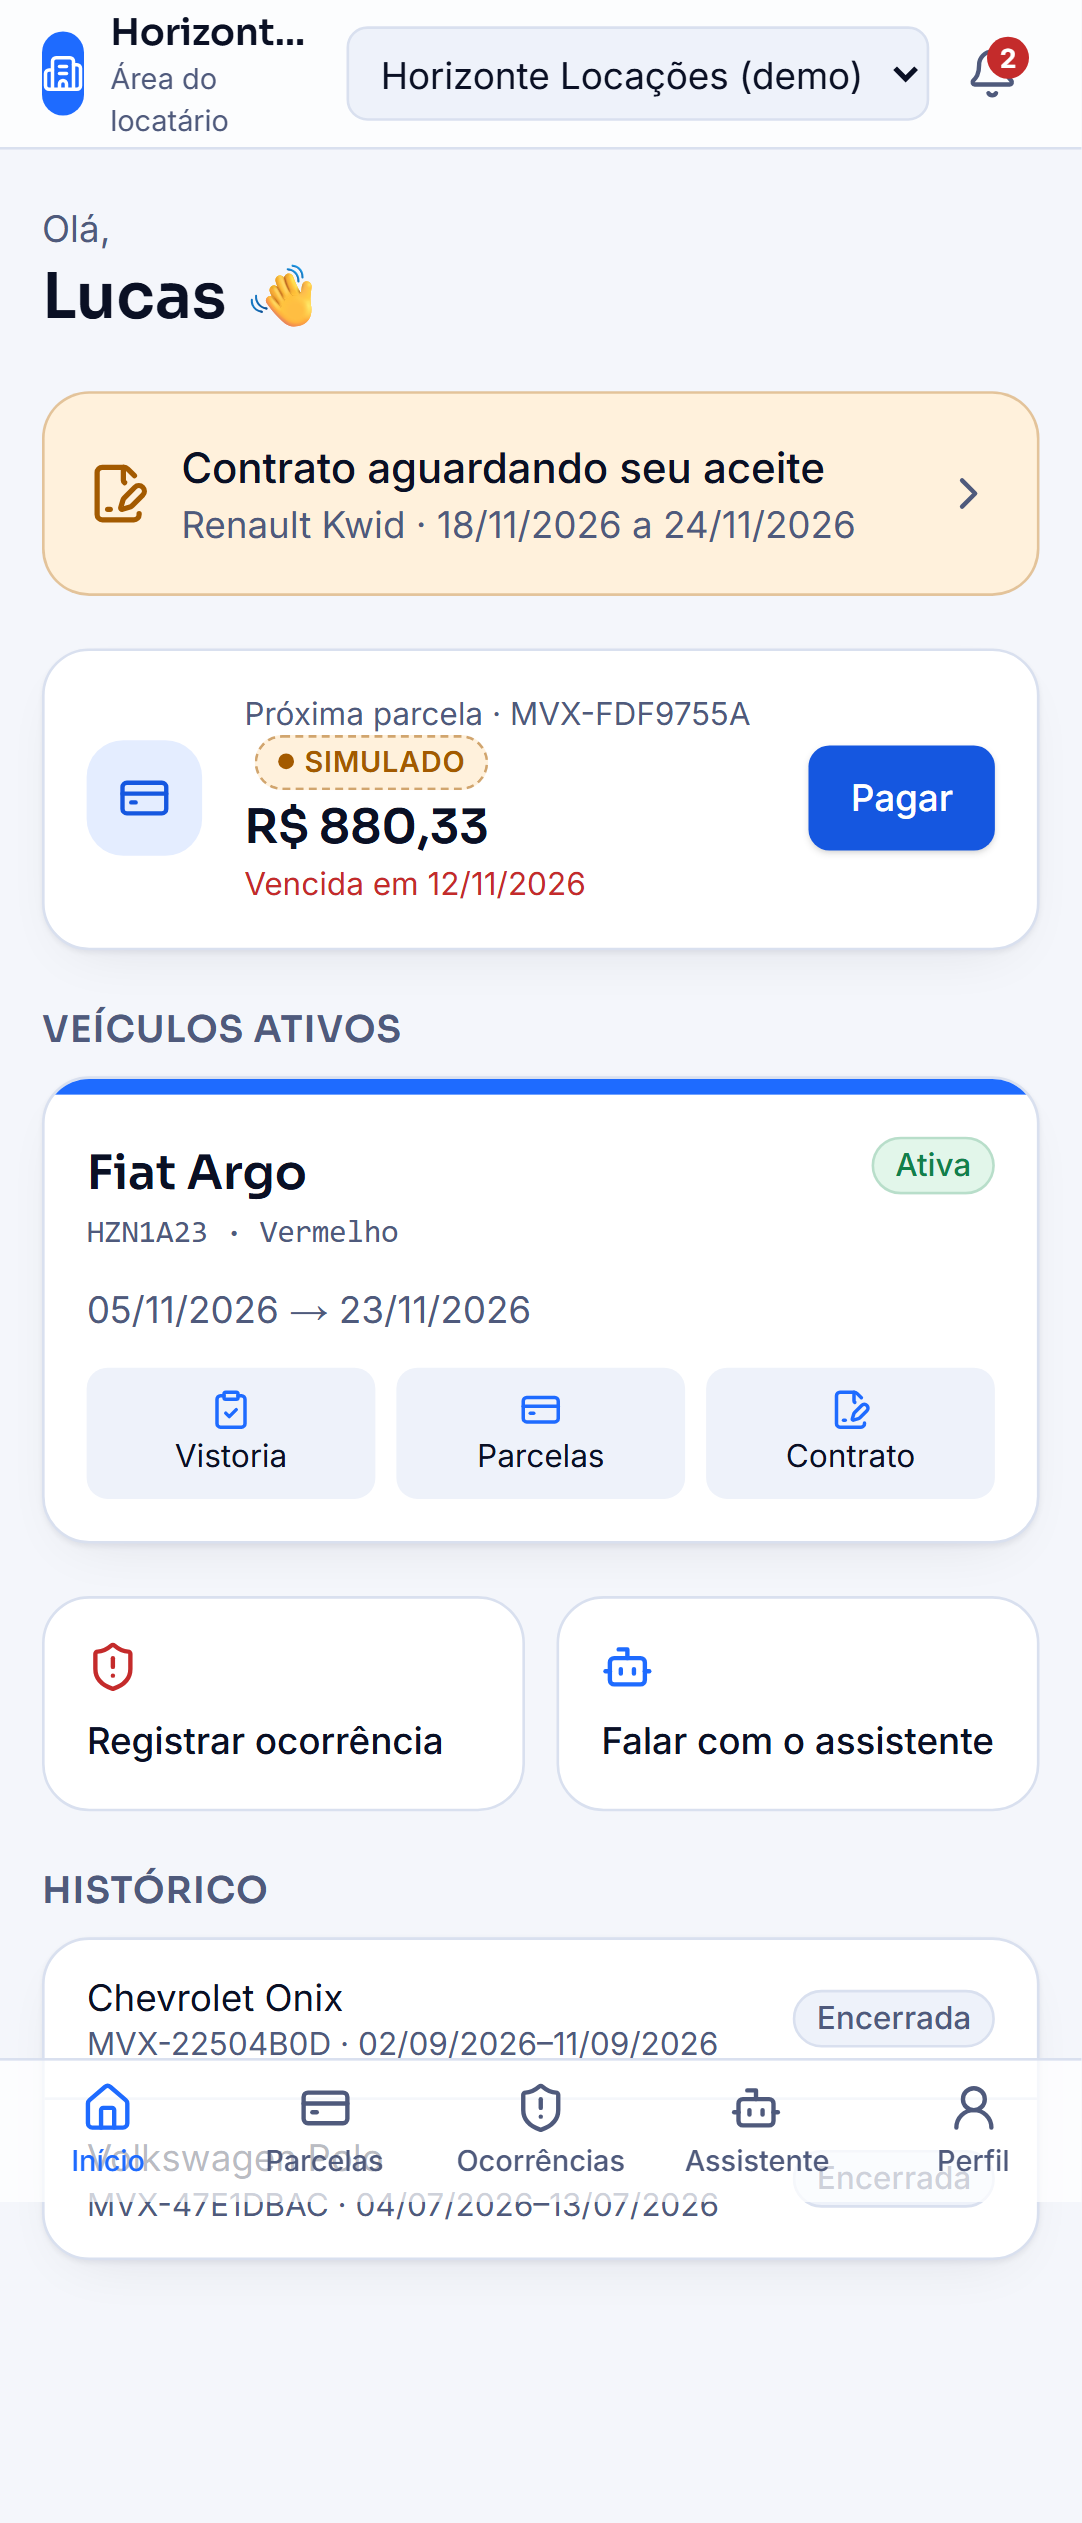 Horizont...
Área do
locatário
Horizonte Locações (demo)
2
Olá,
Lucas 👋
Contrato aguardando seu aceite
Renault Kwid · 18/11/2026 a 24/11/2026
Próxima parcela · MVX-FDF9755A
SIMULADO
R$ 880,33
Vencida em 12/11/2026
Pagar
VEÍCULOS ATIVOS
Fiat Argo
Ativa
HZN1A23 · Vermelho
05/11/2026 → 23/11/2026
Vistoria
Parcelas
Contrato
Registrar ocorrência
Falar com o assistente
HISTÓRICO
Chevrolet Onix
MVX-22504B0D · 02/09/2026–11/09/2026
Encerrada
Volkswagen Polo
MVX-47E1DBAC · 04/07/2026–13/07/2026
Encerrada
Início
Parcelas
Ocorrências
Assistente
Perfil